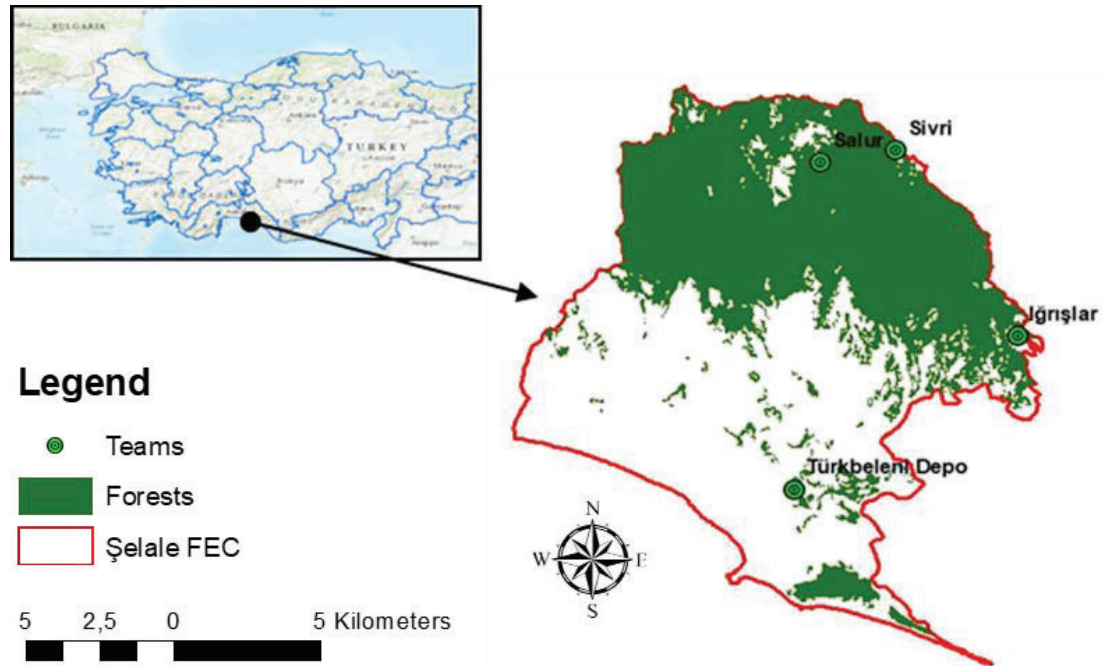 BULGARIA
Ankara
TURKEY
Konya
Salur
Sivri
Iğrışlar
Türkbeleni Depo
Legend
Teams
Forests
Şelale FEC
N
W E
S
5 2,5 0 5 Kilometers